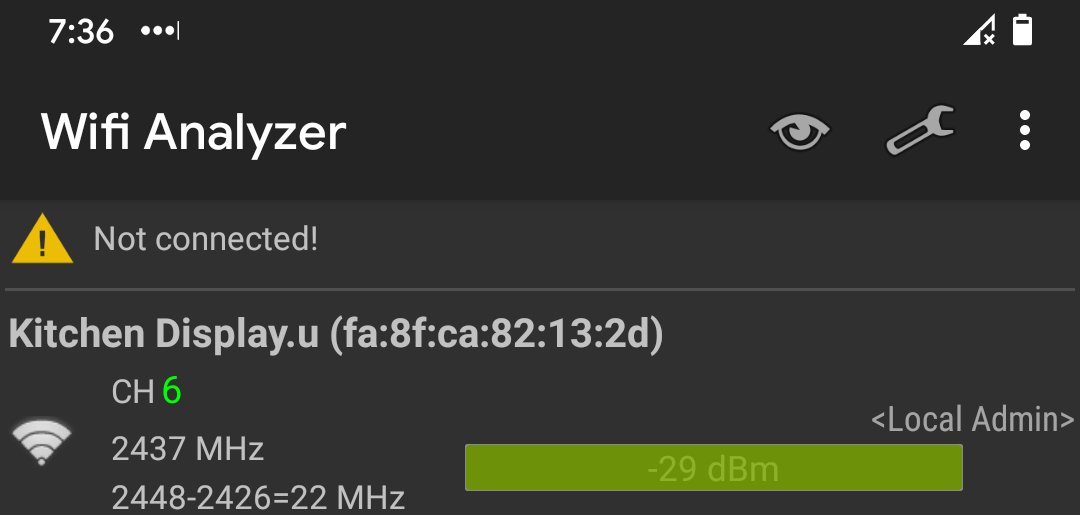 7:36
Wifi Analyzer
Not connected!
Kitchen Display.u (fa:8f:ca:82:13:2d)
CH 6
<Local Admin>
2437 MHz
-29 dBm
2448-2426=22 MHz